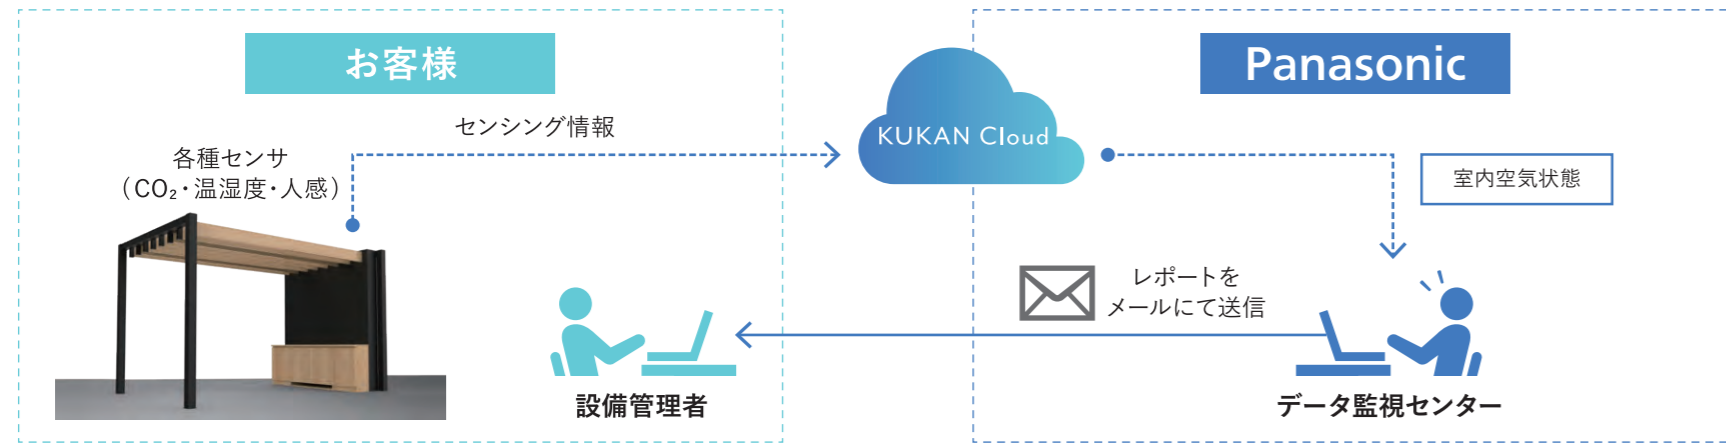 お客様
Panasonic
センシング情報
KUKAN Cloud
各種センサ
（CO₂・温湿度・人感）
室内空気状態
レポートを
メールにて送信
設備管理者
データ監視センター